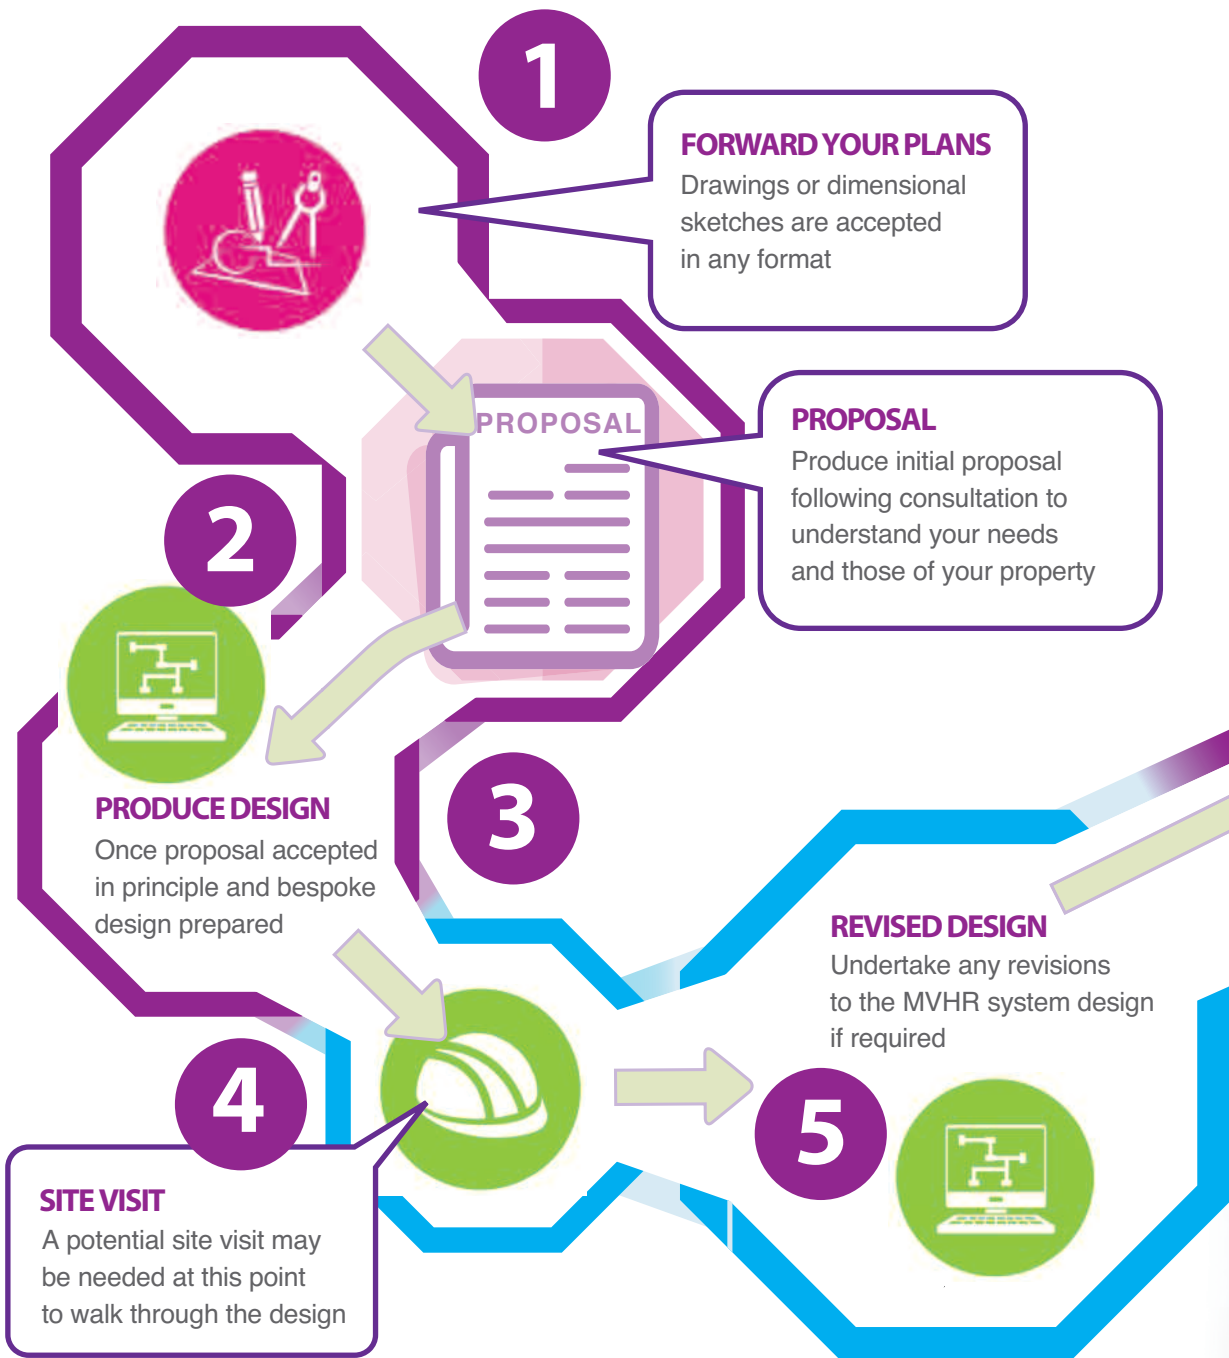 1
FORWARD YOUR PLANS
Drawings or dimensional
sketches are accepted
in any format
PROPOSAL
2
PROPOSAL
Produce initial proposal
following consultation to
understand your needs
and those of your property
3
PRODUCE DESIGN
Once proposal accepted
in principle and bespoke
design prepared
4
SITE VISIT
A potential site visit may
be needed at this point
to walk through the design
5
REVISED DESIGN
Undertake any revisions
to the MVHR system design
if required